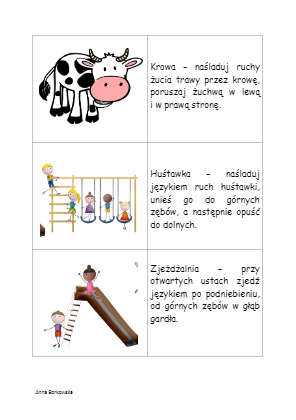 Krowa - naśladuj ruchy
żucia trawy przez krowę,
poruszaj żuchwą w lewą
i w prawą stronę.
Huśtawka - naśladuj
językiem ruch huśtawki,
unieś go do górnych
zębów, a następnie opuść
do dolnych.
Zjeżdżalnia - przy
otwartych ustach zjedź
językiem po podniebieniu,
od górnych zębów w głąb
gardła.
Anna Borkowska